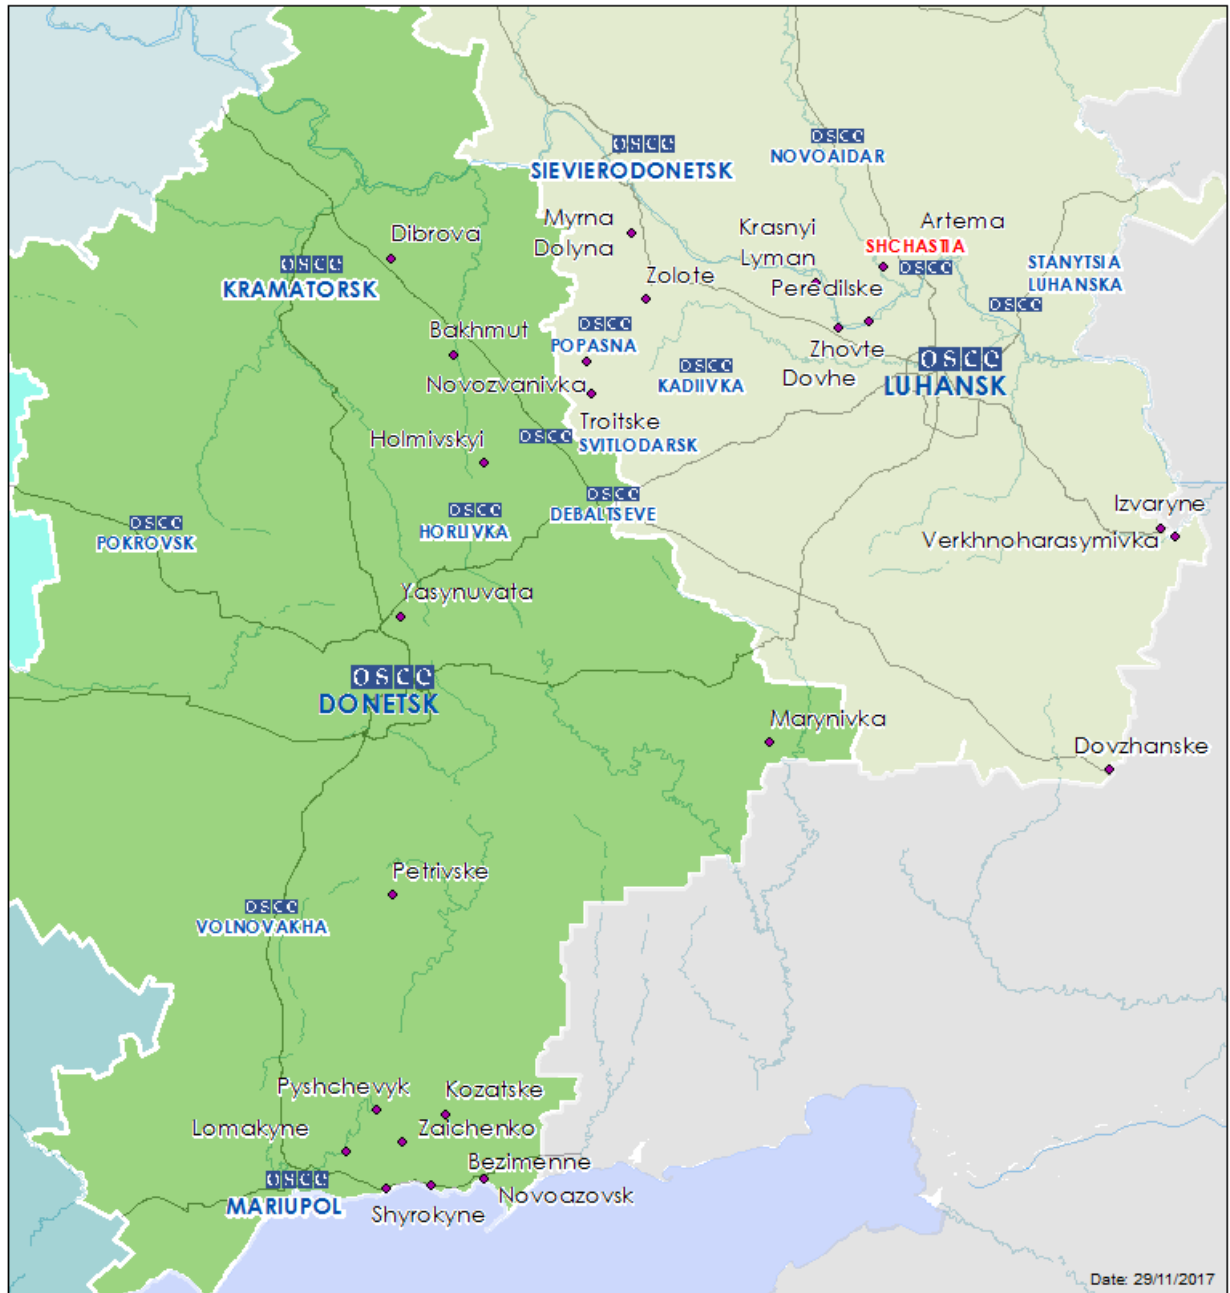 OSCE
NOVOAIDAR
OSCE
SIEVIERODONETSK
Myrna
Dolyna
Krasnyi
Lyman
Artema
SHCHASTIA
OSCE
STANYTSIA
LUHANSKA
OSCE
Dibrova
OSCE
KRAMATORSK
Zolote
Peredilske
Bakhmut
OSCE
POPASNA
Zhovte
Dovhe
OSCE
KADIIVKA
OSCE
LUHANSK
Novozvanivka
Troitske
OSCE
SVITLODARSK
Holmivskyi
OSCE
DEBALTSEVE
OSCE
HORLIVKA
OSCE
POKROVSK
Izvaryne
Verkhnoharasymivka
Yasynuvata
OSCE
DONETSK
Marynivka
Dovzhanske
Petrivske
OSCE
VOLNOVAKHA
Pyshchevyk
Kozatske
Lomakyne
Zaichenko
Bezimenne
Novoazovsk
OSCE
MARIUPOL
Shyrokyne
Date: 29/11/2017